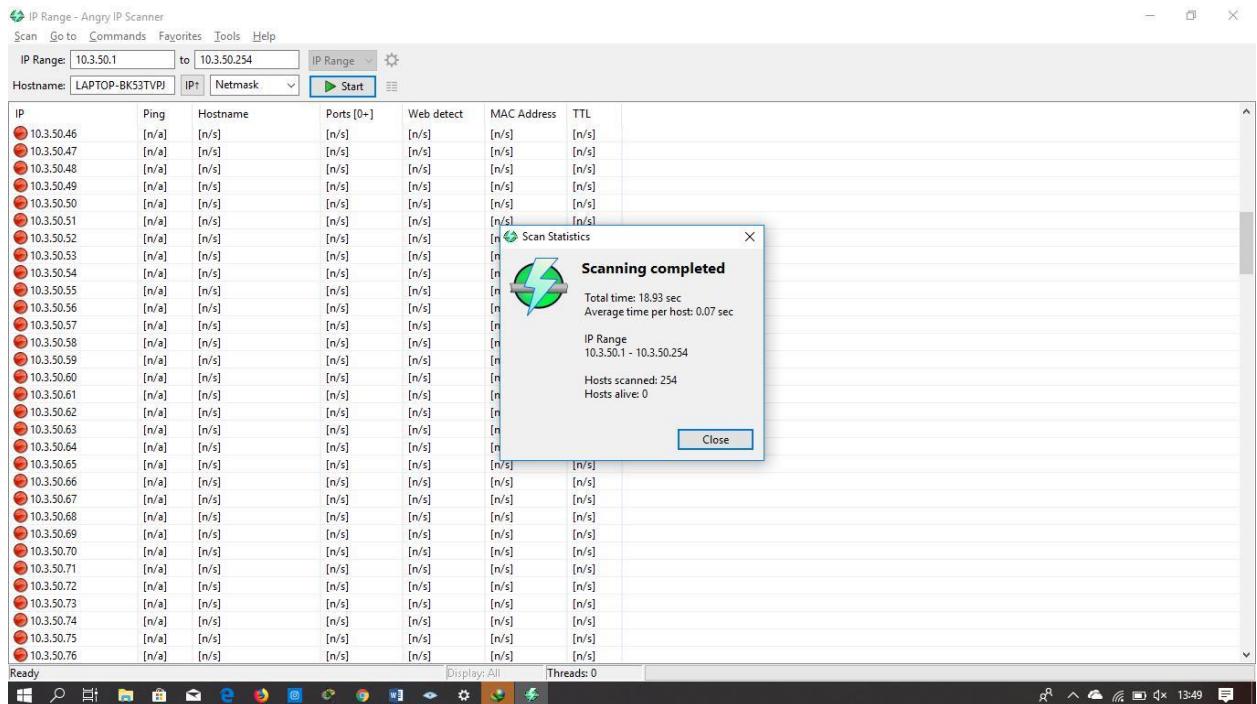 IP Range - Angry IP Scanner
Scan Go to Commands Favorites Tools Help
IP Range: 10.3.50.1 to 10.3.50.254 IP Range
Hostname: LAPTOP-BK53TVPJ IP↑ Netmask Start
IP Ping Hostname Ports [0+] Web detect MAC Address TTL
10.3.50.46 [n/a] [n/s] [n/s] [n/s] [n/s] [n/s]
10.3.50.47 [n/a] [n/s] [n/s] [n/s] [n/s] [n/s]
10.3.50.48 [n/a] [n/s] [n/s] [n/s] [n/s] [n/s]
10.3.50.49 [n/a] [n/s] [n/s] [n/s] [n/s] [n/s]
10.3.50.50 [n/a] [n/s] [n/s] [n/s] [n/s] [n/s]
10.3.50.51 [n/a] [n/s] [n/s] [n/s] [n/s] [n/s]
10.3.50.52 [n/a] [n/s] [n/s] [n/s]
10.3.50.53 [n/a] [n/s] [n/s] [n/s]
10.3.50.54 [n/a] [n/s] [n/s] [n/s]
10.3.50.55 [n/a] [n/s] [n/s] [n/s]
10.3.50.56 [n/a] [n/s] [n/s] [n/s]
10.3.50.57 [n/a] [n/s] [n/s] [n/s]
10.3.50.58 [n/a] [n/s] [n/s] [n/s]
10.3.50.59 [n/a] [n/s] [n/s] [n/s]
10.3.50.60 [n/a] [n/s] [n/s] [n/s]
10.3.50.61 [n/a] [n/s] [n/s] [n/s]
10.3.50.62 [n/a] [n/s] [n/s] [n/s]
10.3.50.63 [n/a] [n/s] [n/s] [n/s]
10.3.50.64 [n/a] [n/s] [n/s] [n/s]
10.3.50.65 [n/a] [n/s] [n/s] [n/s] [n/s] [n/s]
10.3.50.66 [n/a] [n/s] [n/s] [n/s] [n/s] [n/s]
10.3.50.67 [n/a] [n/s] [n/s] [n/s] [n/s] [n/s]
10.3.50.68 [n/a] [n/s] [n/s] [n/s] [n/s] [n/s]
10.3.50.69 [n/a] [n/s] [n/s] [n/s] [n/s] [n/s]
10.3.50.70 [n/a] [n/s] [n/s] [n/s] [n/s] [n/s]
10.3.50.71 [n/a] [n/s] [n/s] [n/s] [n/s] [n/s]
10.3.50.72 [n/a] [n/s] [n/s] [n/s] [n/s] [n/s]
10.3.50.73 [n/a] [n/s] [n/s] [n/s] [n/s] [n/s]
10.3.50.74 [n/a] [n/s] [n/s] [n/s] [n/s] [n/s]
10.3.50.75 [n/a] [n/s] [n/s] [n/s] [n/s] [n/s]
10.3.50.76 [n/a] [n/s] [n/s] [n/s] [n/s] [n/s]
Scan Statistics
Scanning completed
Total time: 18.93 sec
Average time per host: 0.07 sec
IP Range
10.3.50.1 - 10.3.50.254
Hosts scanned: 254
Hosts alive: 0
Close
Ready Display: All Threads: 0
13:49